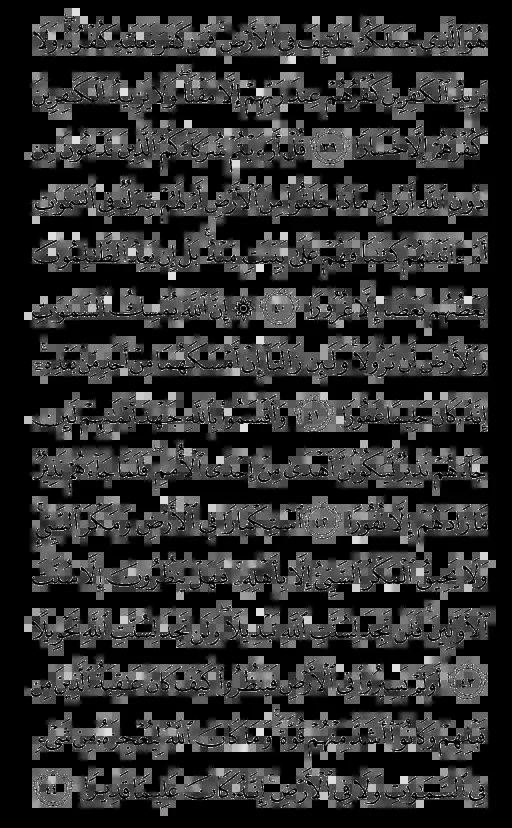 هُوَ ٱلَّذِى جَعَلَكُمْ خَلَٰٓئِفَ فِى ٱلْأَرْضِ فَمَن كَفَرَ فَعَلَيْهِ كُفْرُهُۥ وَلَا
يَزِيدُ ٱلْكَٰفِرِينَ كُفْرُهُمْ عِندَ رَبِّهِمْ إِلَّا مَقْتًا وَلَا يَزِيدُ ٱلْكَٰفِرِينَ
كُفْرُهُمْ إِلَّا خَسَارًا ٣٩ قُلْ أَرَءَيْتُمْ شُرَكَآءَكُمُ ٱلَّذِينَ تَدْعُونَ مِن
دُونِ ٱللَّهِ أَرُونِى مَاذَا خَلَقُوا۟ مِنَ ٱلْأَرْضِ أَمْ لَهُمْ شِرْكٌ فِى ٱلسَّمَٰوَٰتِ
أَمْ ءَاتَيْنَٰهُمْ كِتَٰبًا فَهُمْ عَلَىٰ بَيِّنَتٍ مِّنْهُ بَلْ إِن يَعِدُ ٱلظَّٰلِمُونَ
بَعْضُهُم بَعْضًا إِلَّا غُرُورًا ٤٠ ۞ إِنَّ ٱللَّهَ يُمْسِكُ ٱلسَّمَٰوَٰتِ
وَٱلْأَرْضَ أَن تَزُولَا وَلَئِن زَالَتَآ إِنْ أَمْسَكَهُمَا مِنْ أَحَدٍ مِّنۢ بَعْدِهِۦٓ
إِنَّهُۥ كَانَ حَلِيمًا غَفُورًا ٤١ وَأَقْسَمُوا۟ بِٱللَّهِ جَهْدَ أَيْمَٰنِهِمْ لَئِن
جَآءَهُمْ نَذِيرٌ لَّيَكُونُنَّ أَهْدَىٰ مِنْ إِحْدَى ٱلْأُمَمِ فَلَمَّا جَآءَهُمْ نَذِيرٌ
مَّا زَادَهُمْ إِلَّا نُفُورًا ٤٢ ٱسْتِكْبَارًا فِى ٱلْأَرْضِ وَمَكْرَ ٱلسَّيِّئِ
وَلَا يَحِيقُ ٱلْمَكْرُ ٱلسَّيِّئُ إِلَّا بِأَهْلِهِۦ فَهَلْ يَنظُرُونَ إِلَّا سُنَّتَ
ٱلْأَوَّلِينَ فَلَن تَجِدَ لِسُنَّتِ ٱللَّهِ تَبْدِيلًا وَلَن تَجِدَ لِسُنَّتِ ٱللَّهِ تَحْوِيلًا
٤٣ أَوَلَمْ يَسِيرُوا۟ فِى ٱلْأَرْضِ فَيَنظُرُوا۟ كَيْفَ كَانَ عَٰقِبَةُ ٱلَّذِينَ مِن
قَبْلِهِمْ وَكَانُوٓا۟ أَشَدَّ مِنْهُمْ قُوَّةً وَمَا كَانَ ٱللَّهُ لِيُعْجِزَهُۥ مِن شَىْءٍ
فِى ٱلسَّمَٰوَٰتِ وَلَا فِى ٱلْأَرْضِ إِنَّهُۥ كَانَ عَلِيمًا قَدِيرًا ٤٤